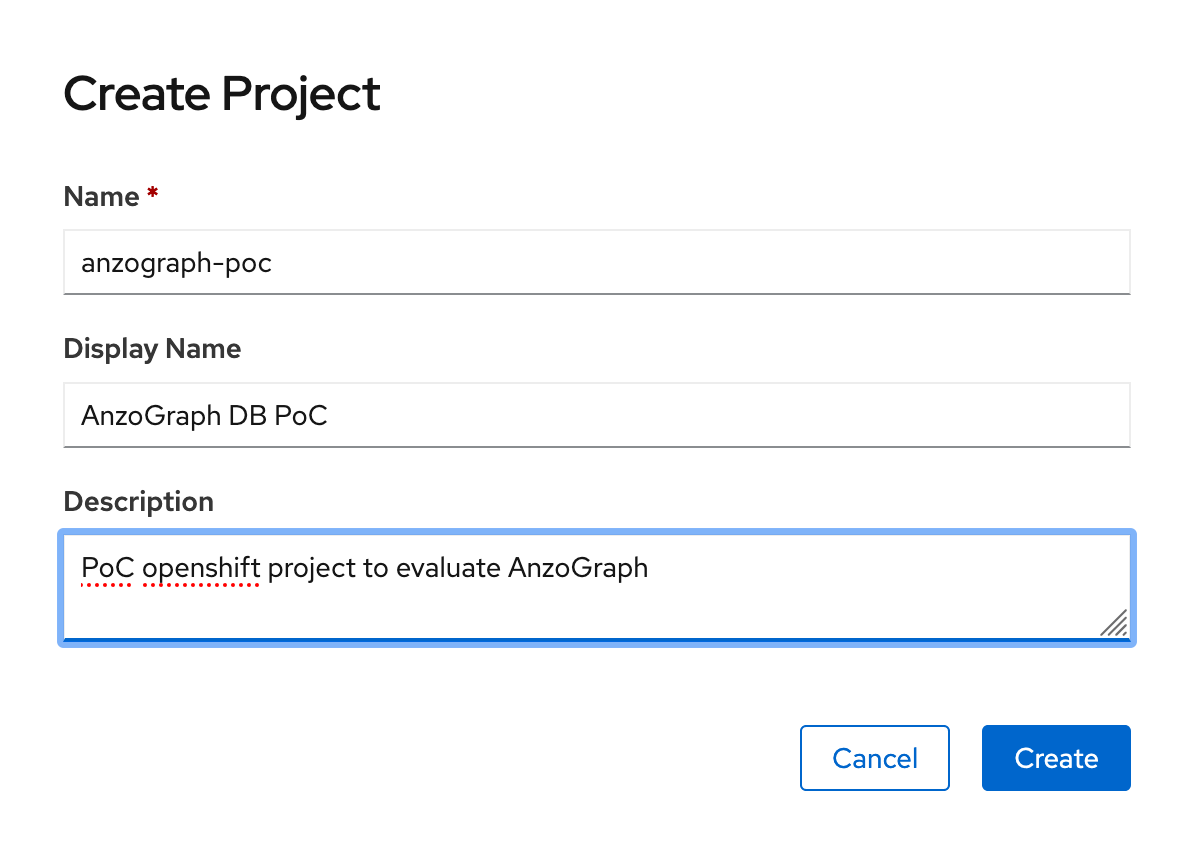 Create Project
Name *
anzograph-poc
Display Name
AnzoGraph DB PoC
Description
PoC openshift project to evaluate AnzoGraph
Cancel Create